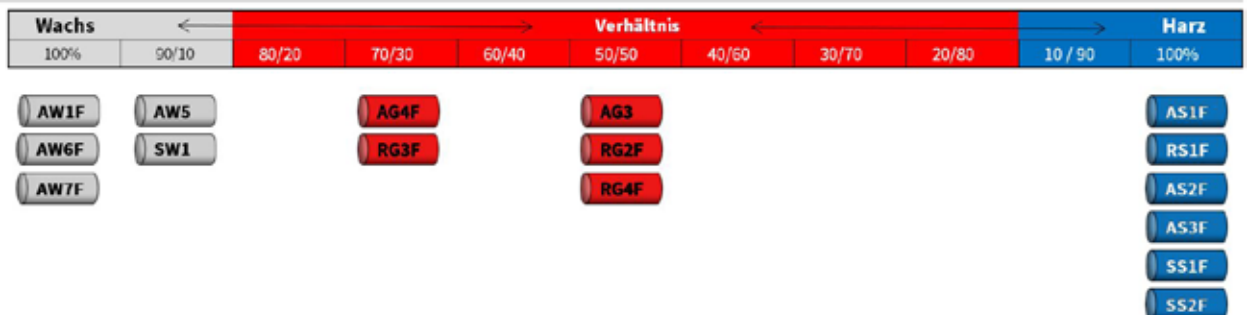 Wachs Verhältnis Harz
100% 90/10 80/20 70/30 60/40 50/50 40/60 30/70 20/80 10 / 90 100%
AW1F AW5 AG4F AG3 AS1F
AW6F SW1 RG3F RG2F RS1F
AW7F RG4F AS2F
AS3F
SS1F
SS2F